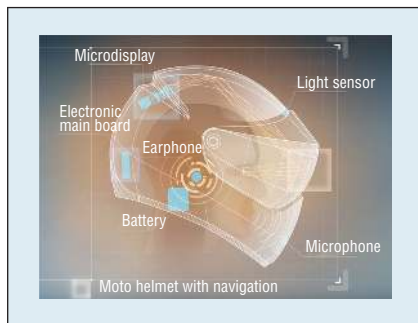 Microdisplay
Light sensor
Electronic
main board
Earphone
Battery
Microphone
Moto helmet with navigation